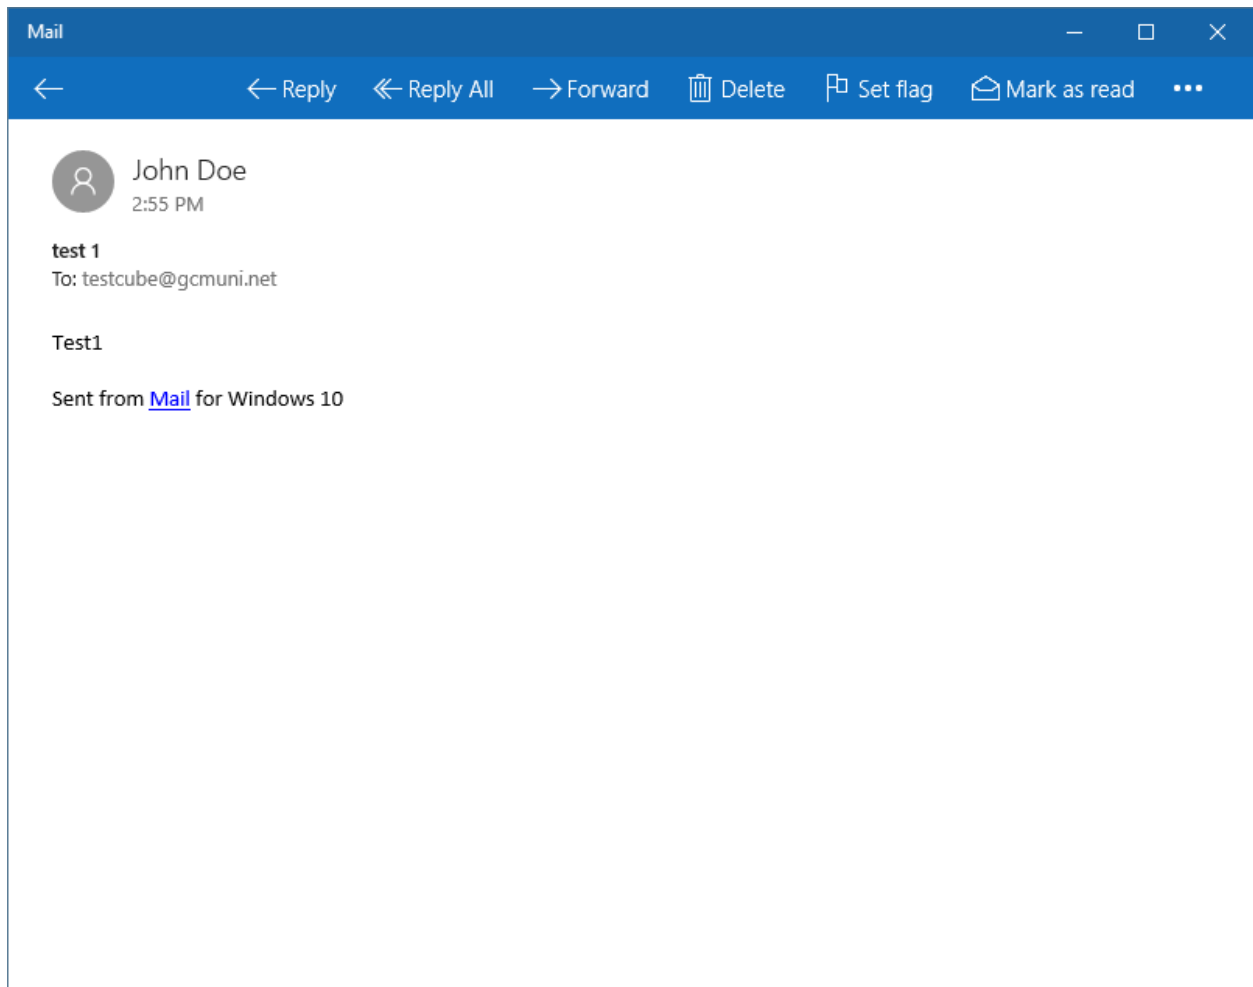 Mail
Reply Reply All Forward Delete Set flag Mark as read
John Doe
2:55 PM
test 1
To: testcube@gcmuni.net
Test1
Sent from Mail for Windows 10